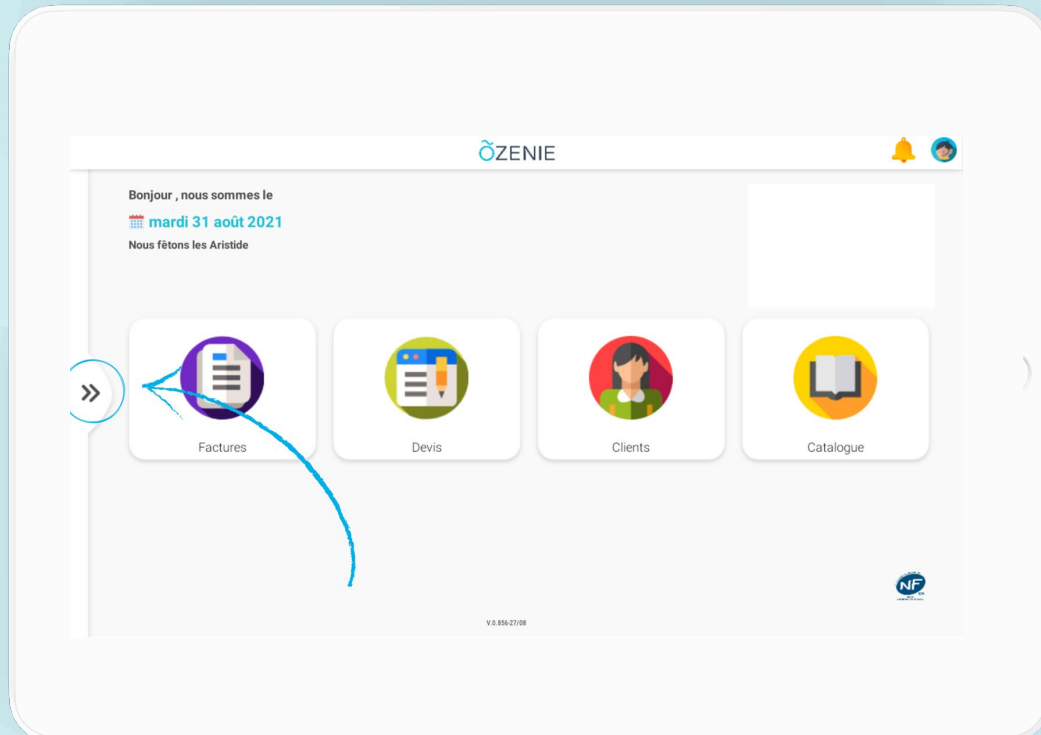 ÕZENIE
Bonjour , nous sommes le
mardi 31 août 2021
Nous fêtons les Aristide
Factures
Devis
Clients
Catalogue
NF
V.0.856-27/08